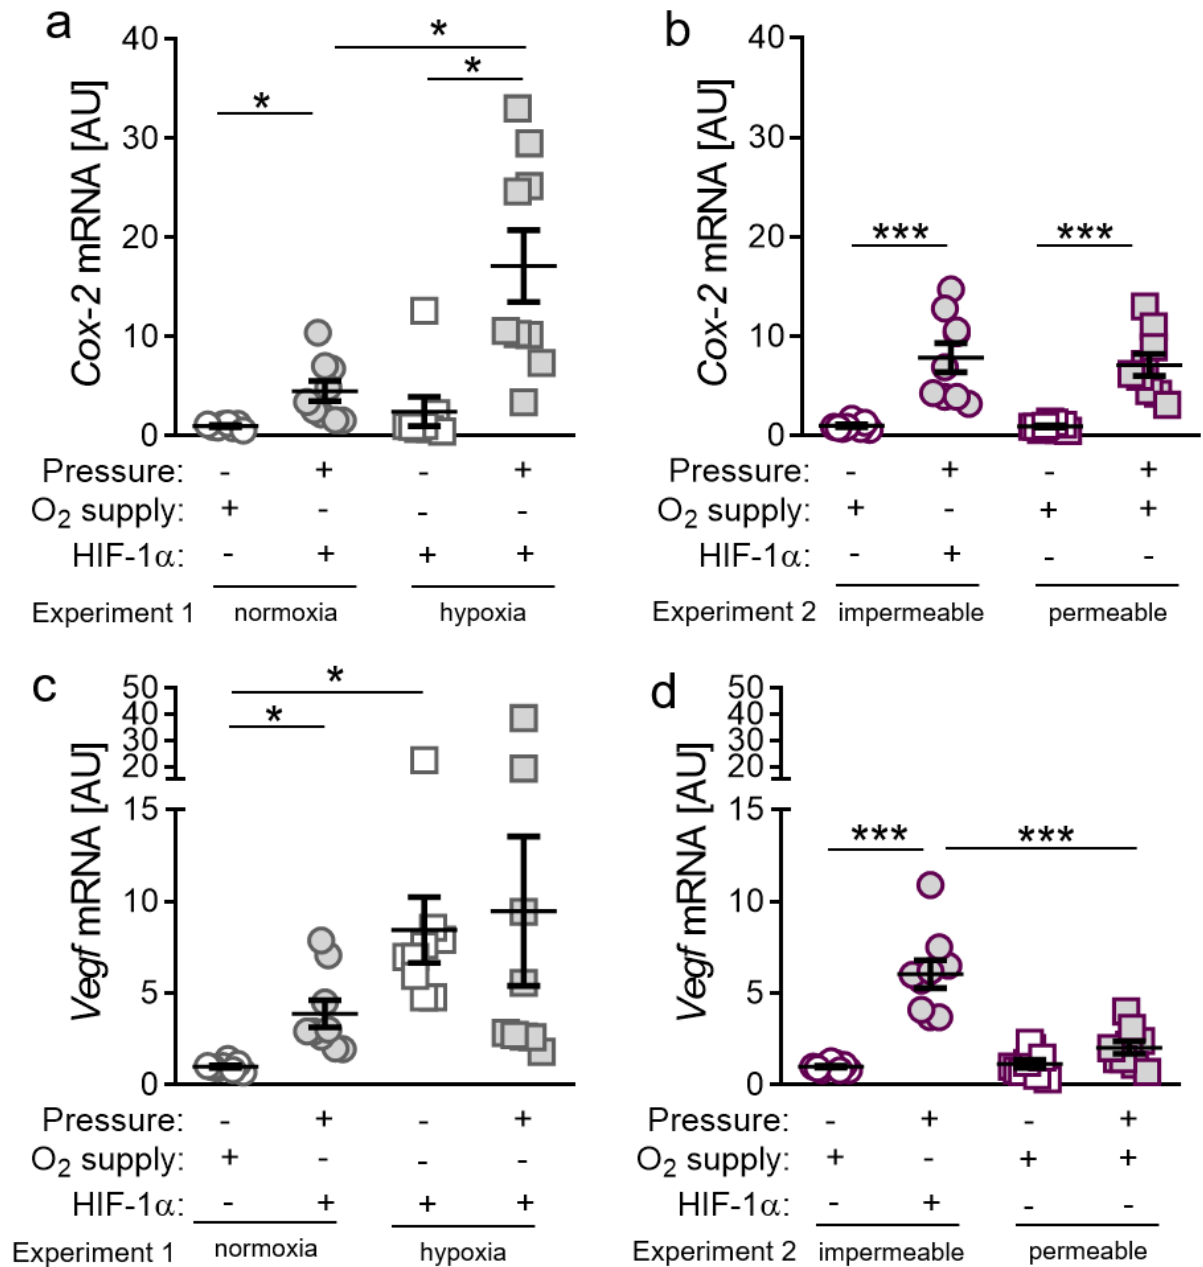 a
40
30
20
10
0
Cox-2 mRNA [AU]
* 
*
*
Pressure: - + - +
O2 supply: + - - -
HIF-1α: - + + +
Experiment 1 normoxia hypoxia
b
40
30
20
10
0
Cox-2 mRNA [AU]
*** ***
Pressure: - + - +
O2 supply: + - + +
HIF-1α: - + - -
Experiment 2 impermeable permeable
c
50
40
30
20
15
10
5
0
Vegf mRNA [AU]
*
*
Pressure: - + - +
O2 supply: + - - -
HIF-1α: - + + +
Experiment 1 normoxia hypoxia
d
50
40
30
20
15
10
5
0
Vegf mRNA [AU]
*** ***
Pressure: - + - +
O2 supply: + - + +
HIF-1α: - + - -
Experiment 2 impermeable permeable